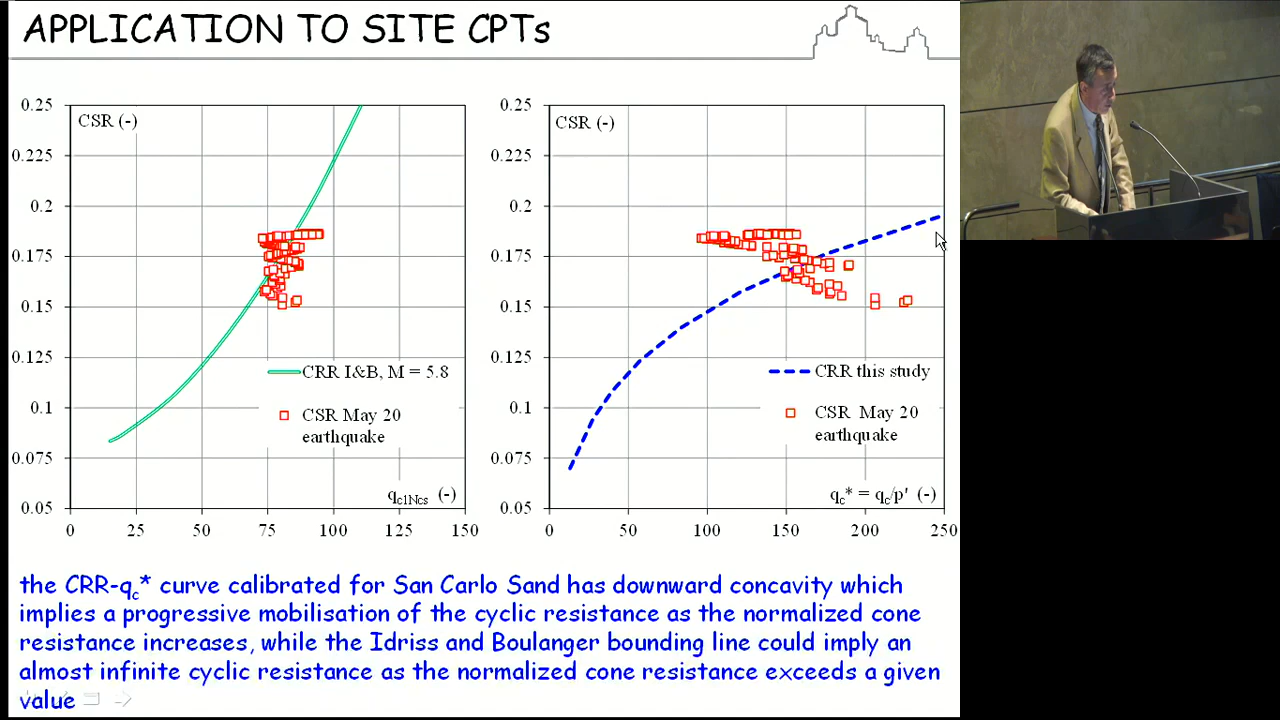 APPLICATION TO SITE CPTs
0.25
0.225
0.2
0.175
0.15
0.125
0.1
0.075
0.05
CSR (-)
CRR I&B, M = 5.8
CSR May 20
earthquake
qc1Ncs (-)
0 25 50 75 100 125 150
0.25
0.225
0.2
0.175
0.15
0.125
0.1
0.075
0.05
CSR (-)
CRR this study
CSR May 20
earthquake
qc* = qc/p' (-)
0 50 100 150 200 250
the CRR-qc* curve calibrated for San Carlo Sand has downward concavity which
implies a progressive mobilisation of the cyclic resistance as the normalized cone
resistance increases, while the Idriss and Boulanger bounding line could imply an
almost infinite cyclic resistance as the normalized cone resistance exceeds a given
value